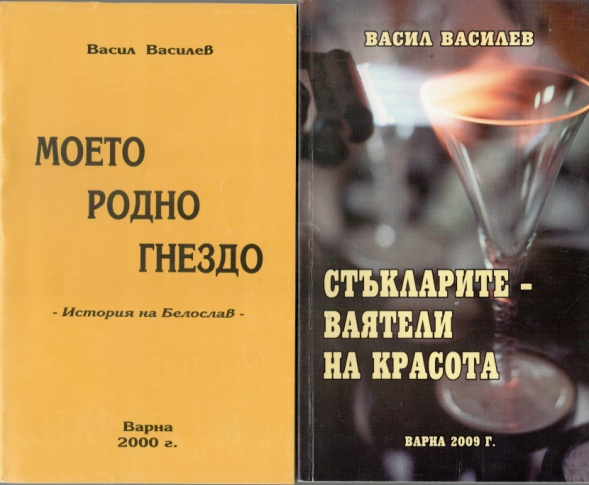 Васил Василев
МОЕТО
РОДНО
ГНЕЗДО
- История на Белослав -
Варна
2000 г.
ВАСИЛ ВАСИЛЕВ
СТЪКЛАРИТЕ -
ВАЯТЕЛИ
НА КРАСОТА
ВАРНА 2009 Г.